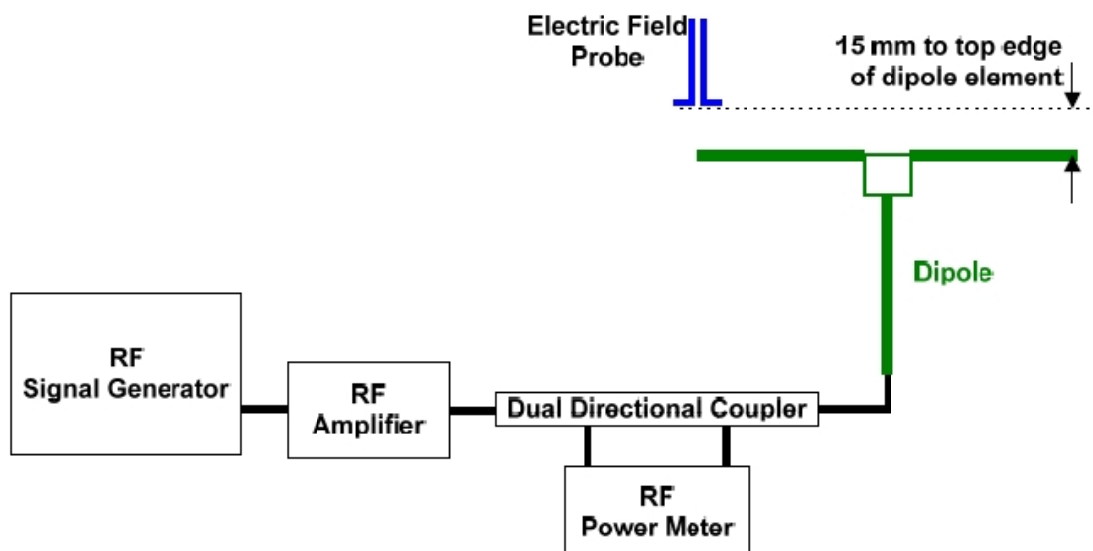 Electric Field
Probe
15 mm to top edge
of dipole element
Dipole
RF
Signal Generator
RF
Amplifier
Dual Directional Coupler
RF
Power Meter